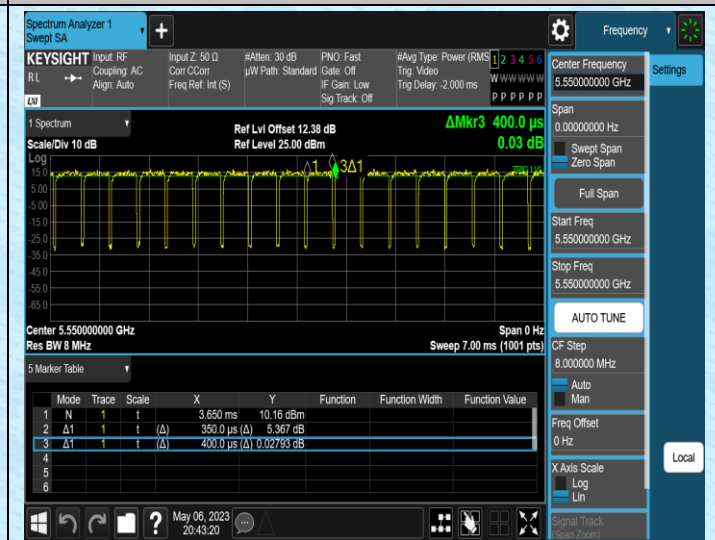 Spectrum Analyzer 1
Swept SA
Frequency
KEYSIGHT
RL
LXI
Input: RF
Coupling: AC
Align: Auto
Input Z: 50 Ω
Corr CCorr
Freq Ref: Int (S)
#Atten: 30 dB
µW Path: Standard
PNO: Fast
Gate: Off
IF Gain: Low
Sig Track: Off
#Avg Type: Power (RMS
Trig: Video
Trig Delay: -2.000 ms
1 2 3 4 5 6
W W W W W W
P P P P P P
Center Frequency
5.550000000 GHz
Settings
1 Spectrum
Scale/Div 10 dB
Ref Lvl Offset 12.38 dB
Ref Level 25.00 dBm
ΔMkr3 400.0 µs
0.03 dB
Span
0.00000000 Hz
Swept Span
Zero Span
Full Span
Log
15.0
5.00
-5.00
-15.0
-25.0
-35.0
-45.0
-55.0
-65.0
1
3Δ1
Start Freq
5.550000000 GHz
Stop Freq
5.550000000 GHz
AUTO TUNE
Center 5.550000000 GHz
Res BW 8 MHz
Span 0 Hz
Sweep 7.00 ms (1001 pts)
CF Step
8.000000 MHz
Auto
Man
5 Marker Table
Mode Trace Scale X Y Function Function Width Function Value
1 N 1 t 3.650 ms 10.16 dBm
2 Δ1 1 t (Δ) 350.0 µs (Δ) 5.367 dB
3 Δ1 1 t (Δ) 400.0 µs (Δ) 0.02793 dB
4
5
6
Freq Offset
0 Hz
Local
X Axis Scale
Log
Lin
Signal Track
(Span Zoom)
?
May 06, 2023
20:43:20